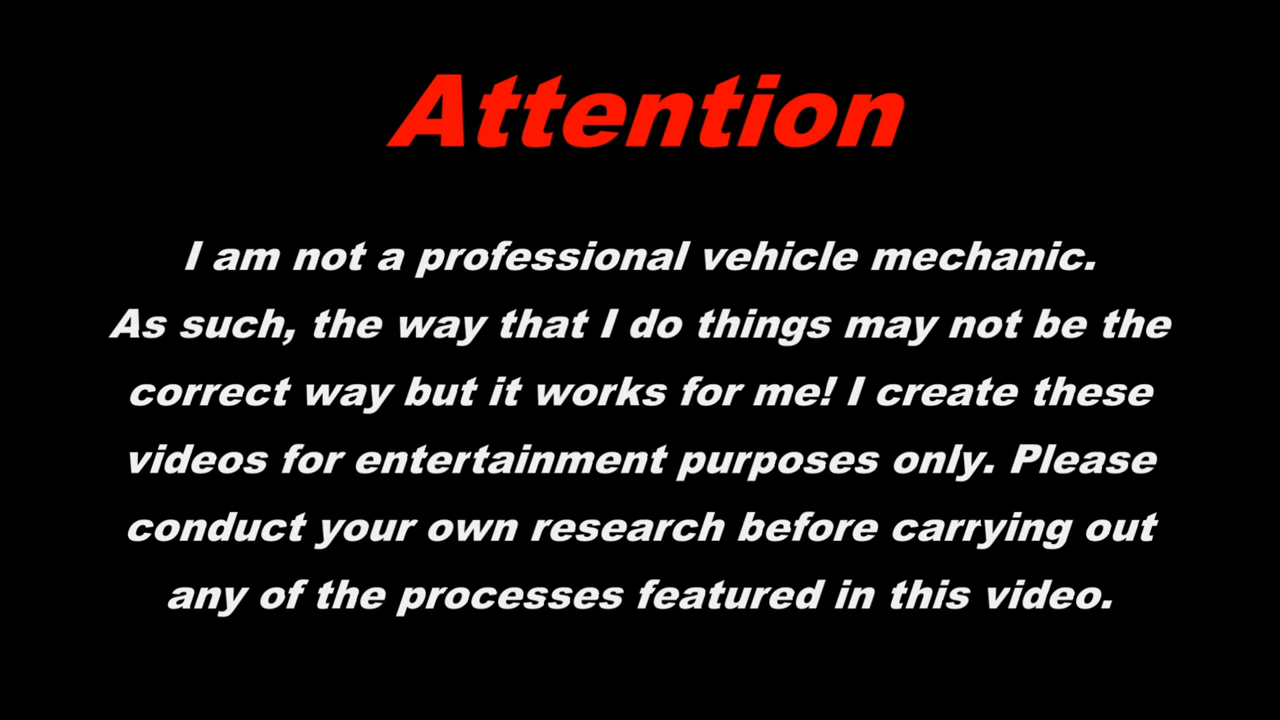 Attention
I am not a professional vehicle mechanic.
As such, the way that I do things may not be the
correct way but it works for me! I create these
videos for entertainment purposes only. Please
conduct your own research before carrying out
any of the processes featured in this video.